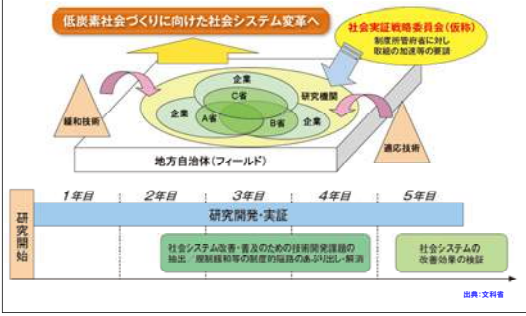 低炭素社会づくりに向けた社会システム変革へ
社会実証戦略委員会(仮称)
制度所管府省に対し
取組の加速等の要請
企業
C省
研究機関
企業
A省
B省
企業
緩和技術
適応技術
地方自治体(フィールド)
1年目
2年目
3年目
4年目
5年目
研究開始
研究開発・実証
社会システム改善・普及のための技術開発課題の
抽出／規制緩和等の制度的隘路のあぶり出し・解消
社会システムの
改善効果の検証
出典:文科省